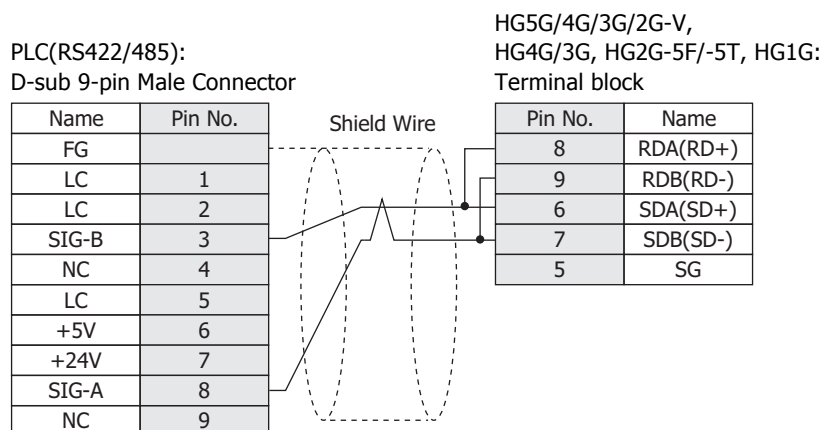 HG5G/4G/3G/2G-V,
PLC(RS422/485): HG4G/3G, HG2G-5F/-5T, HG1G:
D-sub 9-pin Male Connector Terminal block
Name Pin No. Shield Wire Pin No. Name
FG 8 RDA(RD+)
LC 1 9 RDB(RD-)
LC 2 6 SDA(SD+)
SIG-B 3 7 SDB(SD-)
NC 4 5 SG
LC 5
+5V 6
+24V 7
SIG-A 8
NC 9